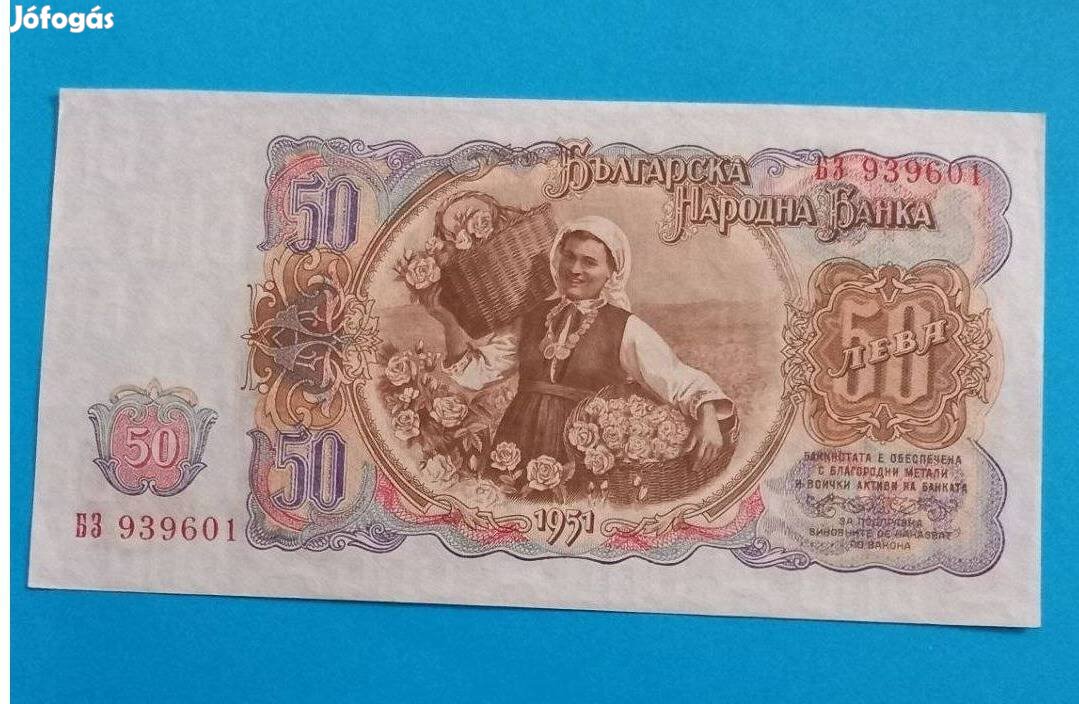 Jófogás
50
Българска
Народна Банка
БЗ 939601
50
ЛЕВА
50
50
БЗ 939601
1951
БАНКНОТАТА Е ОБЕСПЕЧЕНА
С БЛАГОРОДНИ МЕТАЛИ
И ВСИЧКИ АКТИВИ НА БАНКАТА
ЗА ПОДПРАВКА
ВИНОВНИТЕ СЕ НАКАЗВАТ
ПО ЗАКОНА